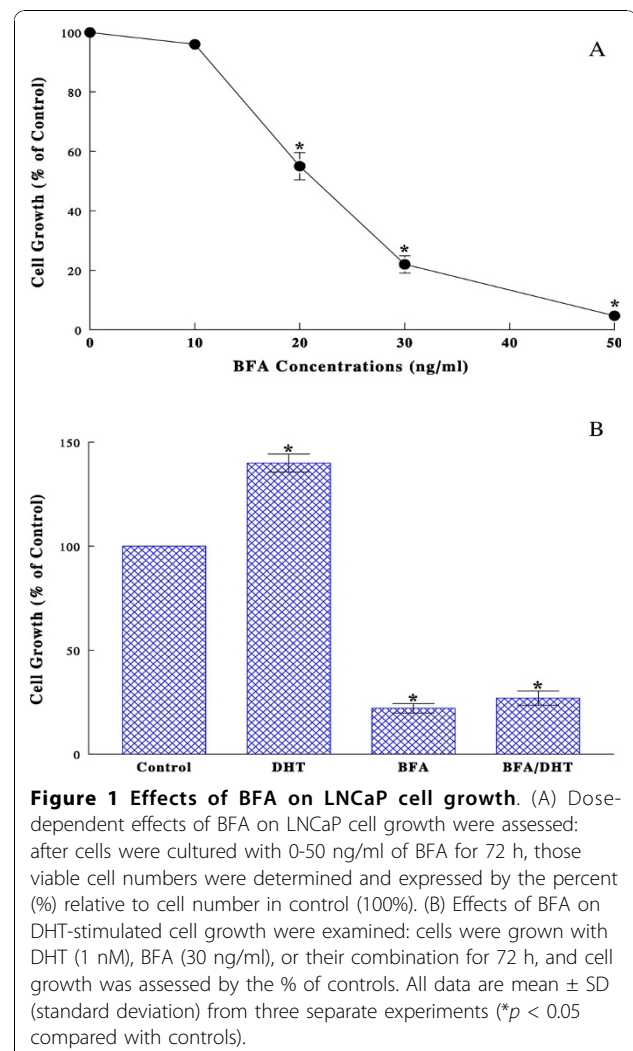 A
100
80
60
40
20
0
Cell Growth (% of Control)
*
*
*
0 10 20 30 40 50
BFA Concentrations (ng/ml)
B
150
100
50
0
Cell Growth (% of Control)
*
*
*
Control DHT BFA BFA/DHT
Figure 1 Effects of BFA on LNCaP cell growth. (A) Dose-
dependent effects of BFA on LNCaP cell growth were assessed:
after cells were cultured with 0-50 ng/ml of BFA for 72 h, those
viable cell numbers were determined and expressed by the percent
(%) relative to cell number in control (100%). (B) Effects of BFA on
DHT-stimulated cell growth were examined: cells were grown with
DHT (1 nM), BFA (30 ng/ml), or their combination for 72 h, and cell
growth was assessed by the % of controls. All data are mean ± SD
(standard deviation) from three separate experiments (*p < 0.05
compared with controls).